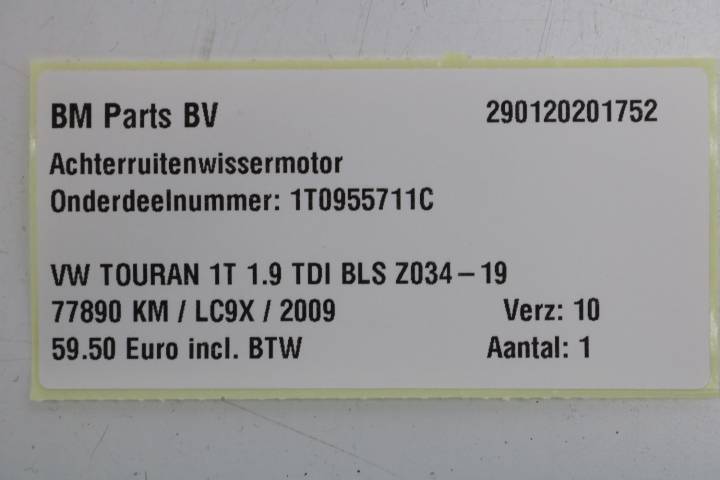 BM Parts BV 290120201752
Achterruitenwissermotor
Onderdeelnummer: 1T0955711C
VW TOURAN 1T 1.9 TDI BLS Z034-19
77890 KM / LC9X / 2009 Verz: 10
59.50 Euro incl. BTW Aantal: 1